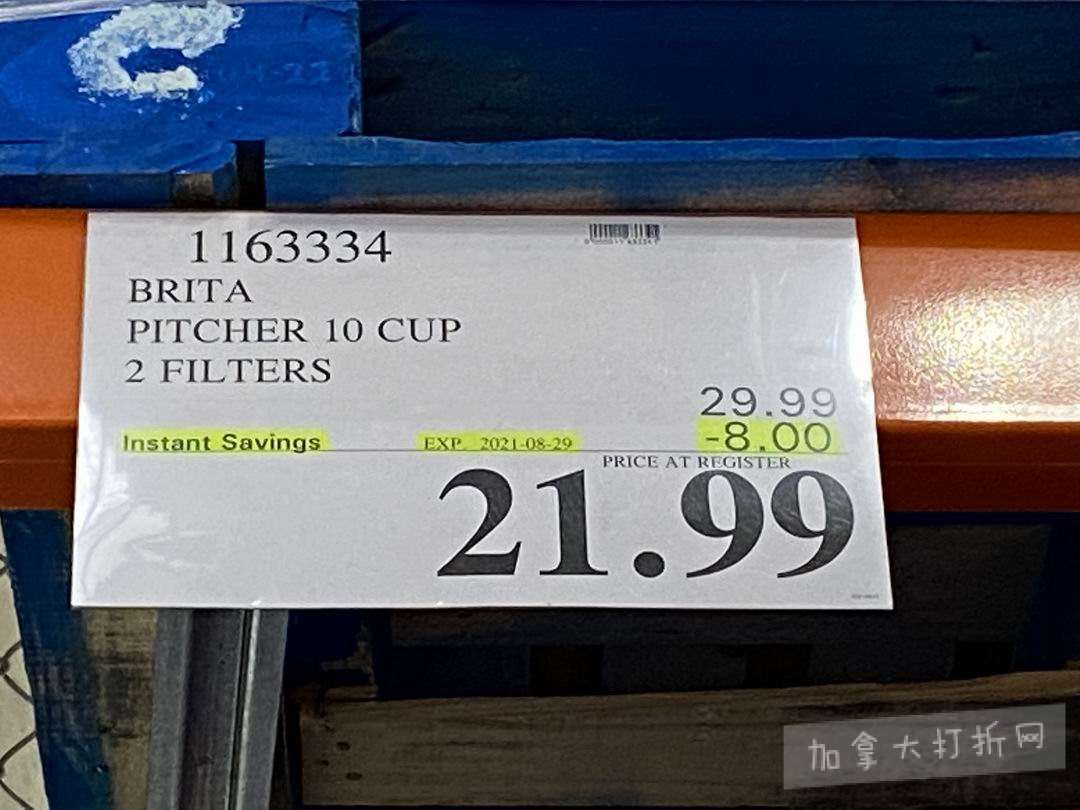 C
1163334
BRITA
PITCHER 10 CUP
2 FILTERS
29.99
Instant Savings EXP. 2021-08-29 -8.00
PRICE AT REGISTER
21.99
加拿大打折网